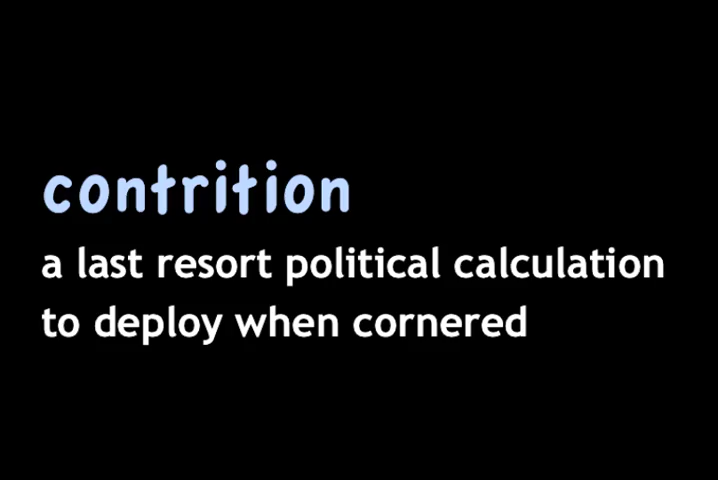 contrition
a last resort political calculation
to deploy when cornered